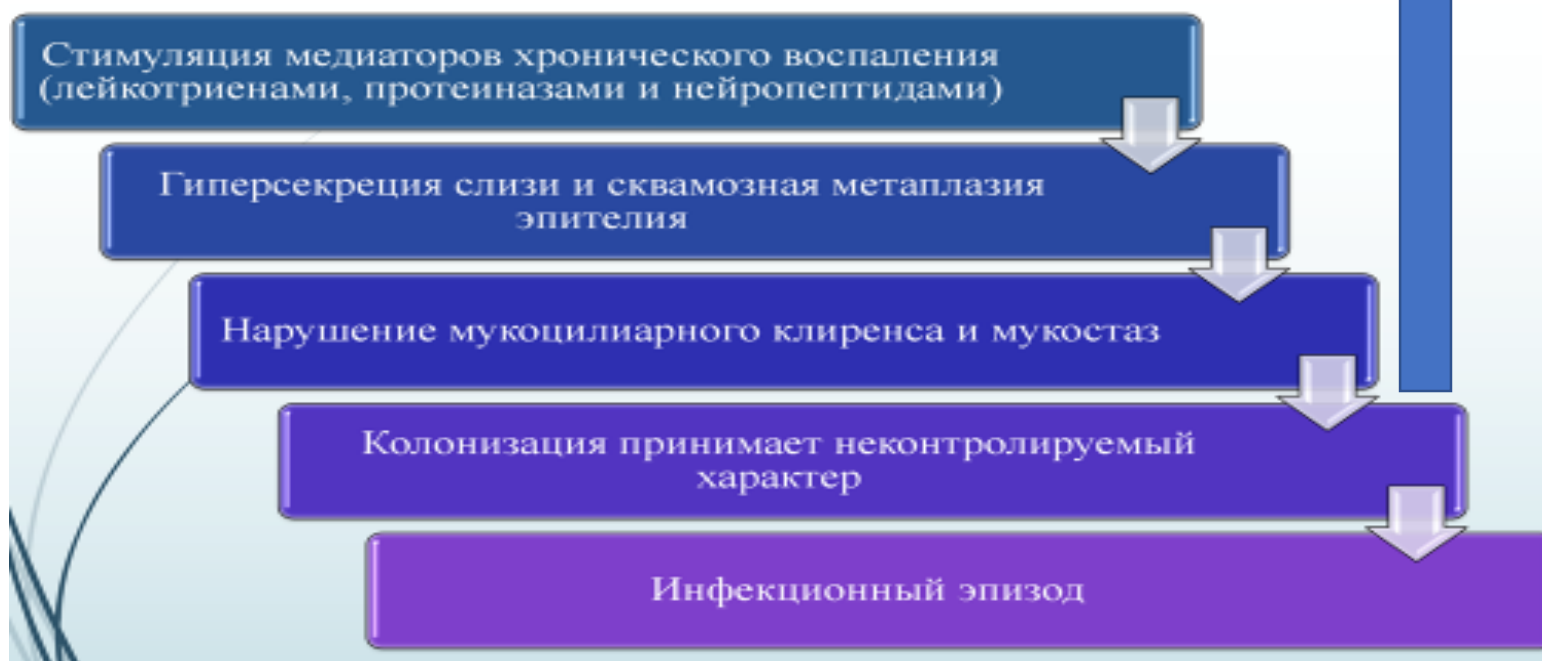 Стимуляция медиаторов хронического воспаления
(лейкотриенами, протеиназами и нейропептидами)
Гиперсекреция слизи и сквамозная метаплазия
эпителия
Нарушение мукоцилиарного клиренса и мукостаз
Колонизация принимает неконтролируемый
характер
Инфекционный эпизод